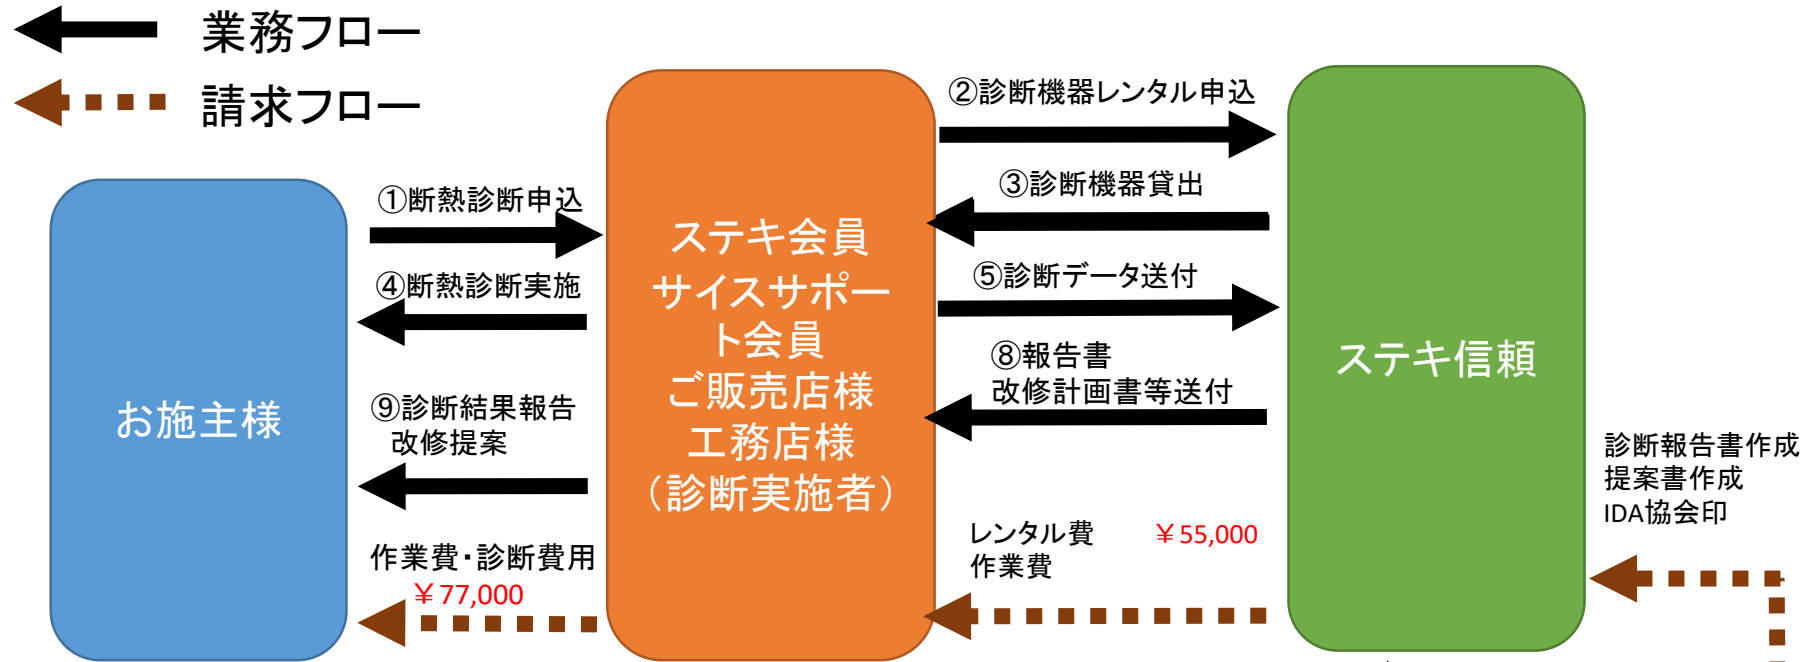 業務フロー
請求フロー
お施主様
①断熱診断申込
④断熱診断実施
⑨診断結果報告
改修提案
作業費・診断費用
￥77,000
ステキ会員
サイスサポー
ト会員
ご販売店様
工務店様
（診断実施者）
②診断機器レンタル申込
③診断機器貸出
⑤診断データ送付
⑧報告書
改修計画書等送付
レンタル費 ￥55,000
作業費
ステキ信頼
診断報告書作成
提案書作成
IDA協会印